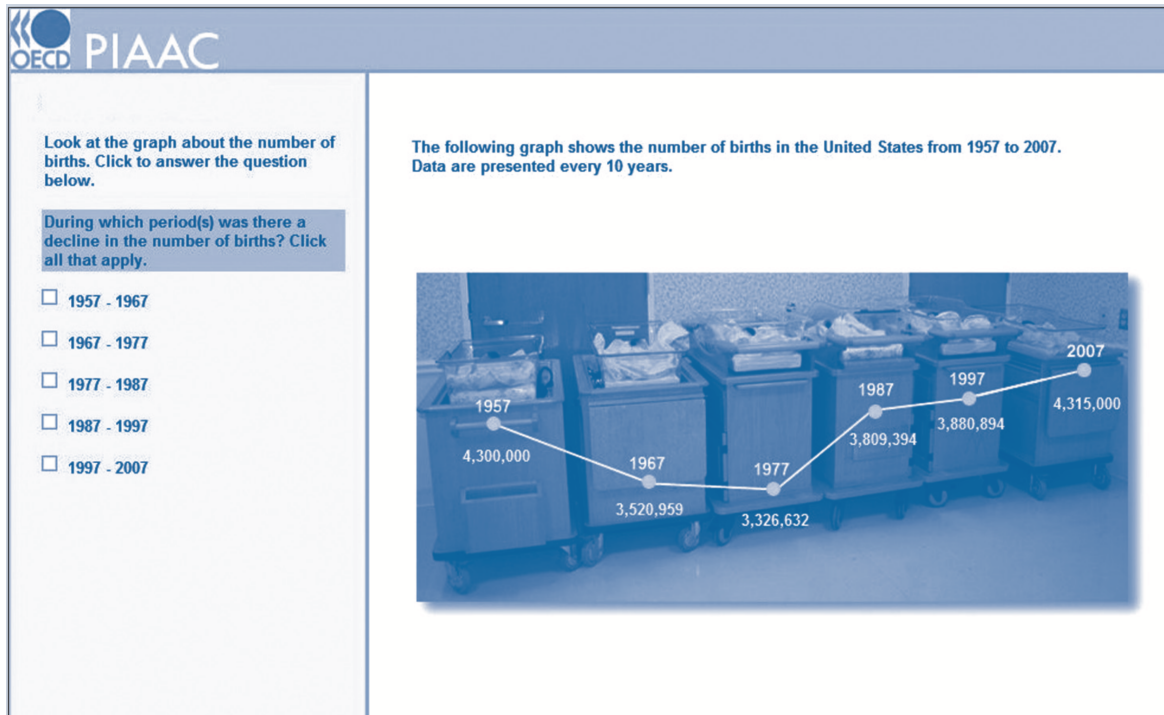 OECD PIAAC
Look at the graph about the number of
births. Click to answer the question
below.
During which period(s) was there a
decline in the number of births? Click
all that apply.
1957 - 1967
1967 - 1977
1977 - 1987
1987 - 1997
1997 - 2007
The following graph shows the number of births in the United States from 1957 to 2007.
Data are presented every 10 years.
1957
4,300,000
1967
3,520,959
1977
3,326,632
1987
3,809,394
1997
3,880,894
2007
4,315,000